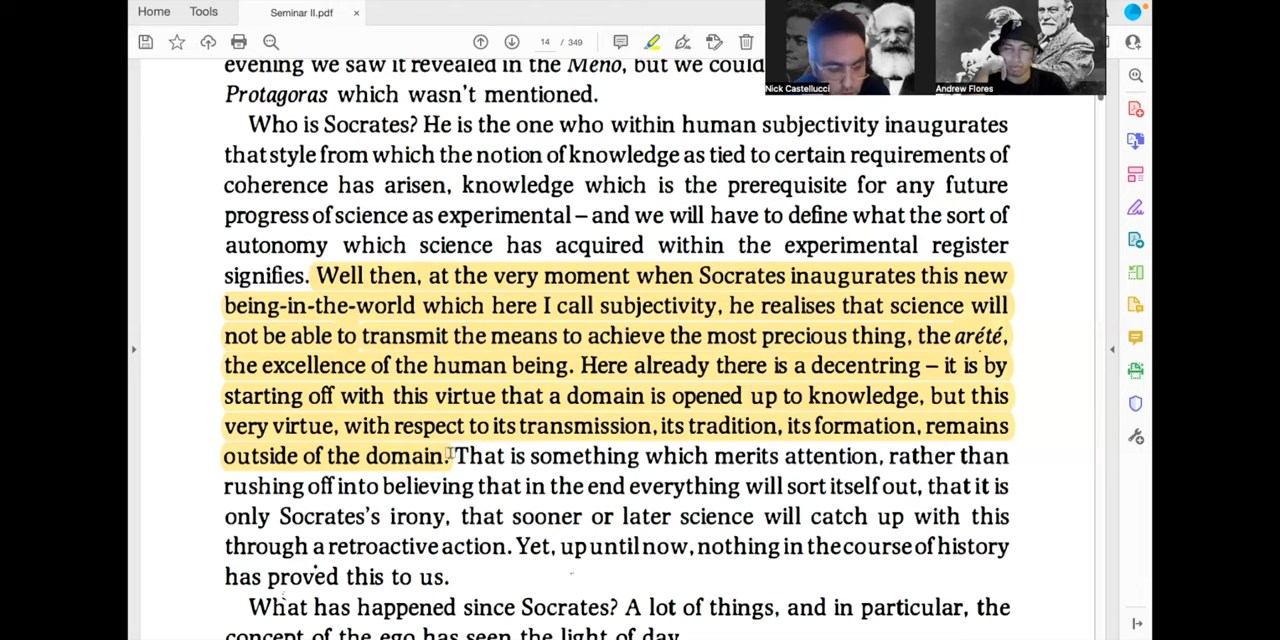 Home Tools Seminar II.pdf ×
14 / 349
evening we saw it revealed in the Meno, but we could
Protagoras which wasn't mentioned.
Nick Castellucci
Andrew Flores
Who is Socrates? He is the one who within human subjectivity inaugurates
that style from which the notion of knowledge as tied to certain requirements of
coherence has arisen, knowledge which is the prerequisite for any future
progress of science as experimental – and we will have to define what the sort of
autonomy which science has acquired within the experimental register
signifies. Well then, at the very moment when Socrates inaugurates this new
being-in-the-world which here I call subjectivity, he realises that science will
not be able to transmit the means to achieve the most precious thing, the arété,
the excellence of the human being. Here already there is a decentring – it is by
starting off with this virtue that a domain is opened up to knowledge, but this
very virtue, with respect to its transmission, its tradition, its formation, remains
outside of the domain. That is something which merits attention, rather than
rushing off into believing that in the end everything will sort itself out, that it is
only Socrates's irony, that sooner or later science will catch up with this
through a retroactive action. Yet, up until now, nothing in the course of history
has proved this to us.
What has happened since Socrates? A lot of things, and in particular, the
concept of the ego has seen the light of day.